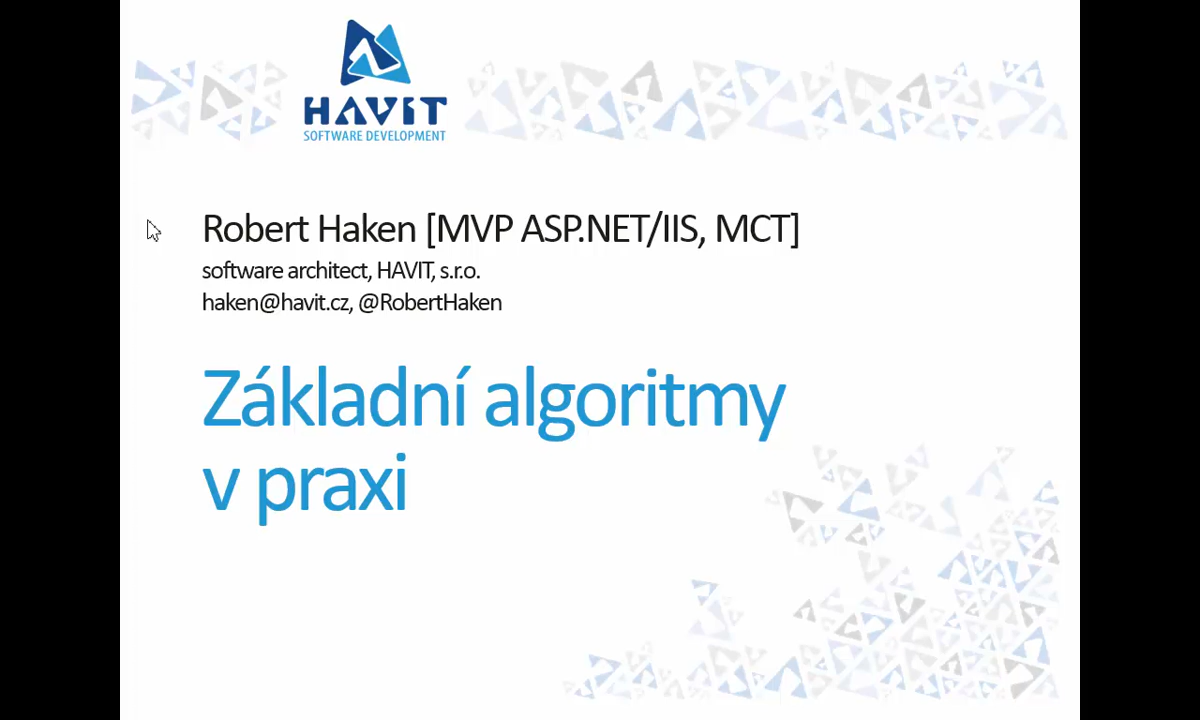 HAVIT
SOFTWARE DEVELOPMENT
Robert Haken [MVP ASP.NET/IIS, MCT]
software architect, HAVIT, s.r.o.
haken@havit.cz, @RobertHaken
Základní algoritmy
v praxi